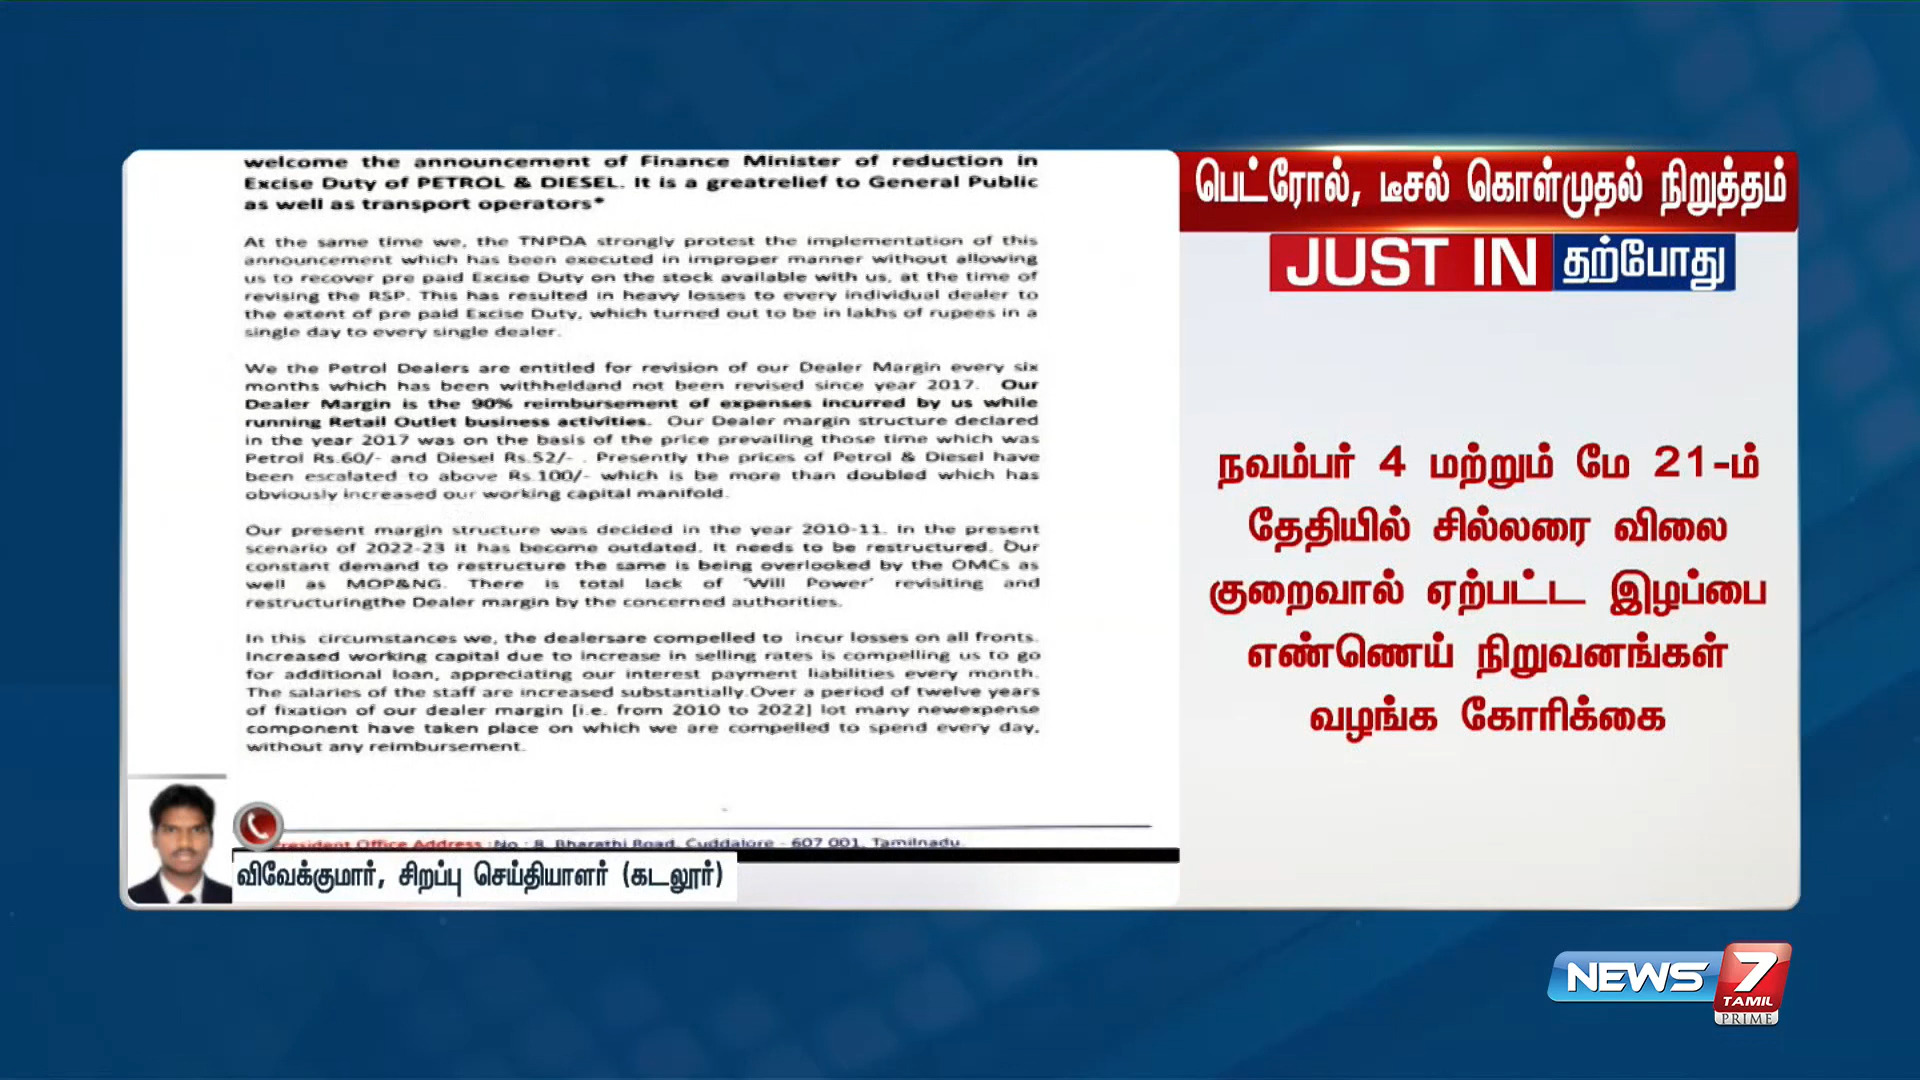 welcome the announcement of Finance Minister of reduction in
Excise Duty of PETROL & DIESEL. It is a greatrelief to General Public
as well as transport operators*
At the same time we, the TNPDA strongly protest the implementation of this
announcement which has been executed in improper manner without allowing
us to recover pre paid Excise Duty on the stock available with us, at the time of
revising the RSP. This has resulted in heavy losses to every individual dealer to
the extent of pre paid Excise Duty, which turned out to be in lakhs of rupees in a
single day to every single dealer.
We the Petrol Dealers are entitled for revision of our Dealer Margin every six
months which has been withheldand not been revised since year 2017. Our
Dealer Margin is the 90% reimbursement of expenses incurred by us while
running Retail Outlet business activities. Our Dealer margin structure declared
in the year 2017 was on the basis of the price prevailing those time which was
Petrol Rs.60/- and Diesel Rs.52/- . Presently the prices of Petrol & Diesel have
been escalated to above Rs.100/- which is be more than doubled which has
obviously increased our working capital manifold.
Our present margin structure was decided in the year 2010-11. In the present
scenario of 2022-23 it has become outdated. It needs to be restructured. Our
constant demand to restructure the same is being overlooked by the OMCs as
well as MOP&NG. There is total lack of 'Will Power' revisiting and
restructuringthe Dealer margin by the concerned authorities.
In this circumstances we, the dealersare compelled to incur losses on all fronts.
Increased working capital due to increase in selling rates is compelling us to go
for additional loan, appreciating our interest payment liabilities every month.
The salaries of the staff are increased substantially.Over a period of twelve years
of fixation of our dealer margin [i.e. from 2010 to 2022] lot many newexpense
component have taken place on which we are compelled to spend every day,
without any reimbursement.
President Office Address :No : 8, Bharathi Road, Cuddalore - 607 001, Tamilnadu.
விவேக்குமார், சிறப்பு செய்தியாளர் (கடலூர்)
பெட்ரோல், டீசல் கொள்முதல் நிறுத்தம்
JUST IN தற்போது
நவம்பர் 4 மற்றும் மே 21-ம்
தேதியில் சில்லரை விலை
குறைவால் ஏற்பட்ட இழப்பை
எண்ணெய் நிறுவனங்கள்
வழங்க கோரிக்கை
NEWS 7
TAMIL
PRIME